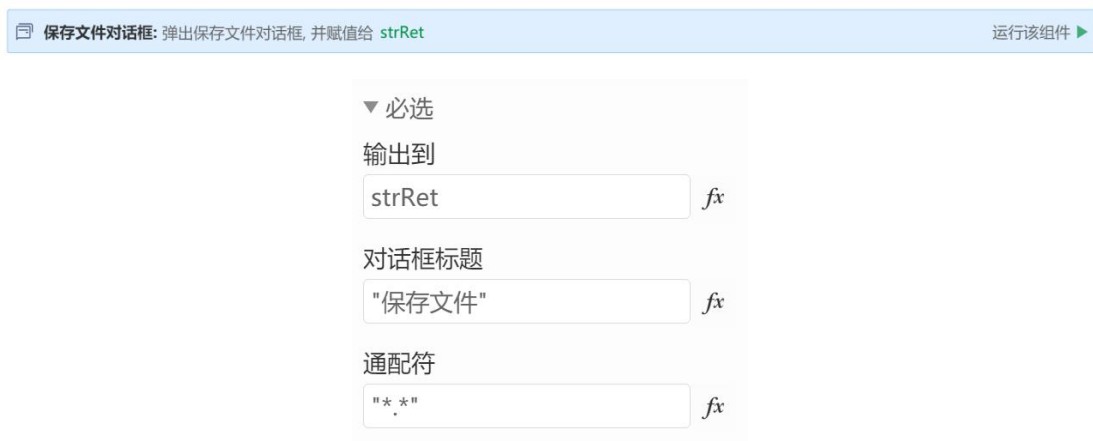 保存文件对话框: 弹出保存文件对话框, 并赋值给 strRet 运行该组件
必选
输出到
strRet fx
对话框标题
"保存文件" fx
通配符
"*.*" fx